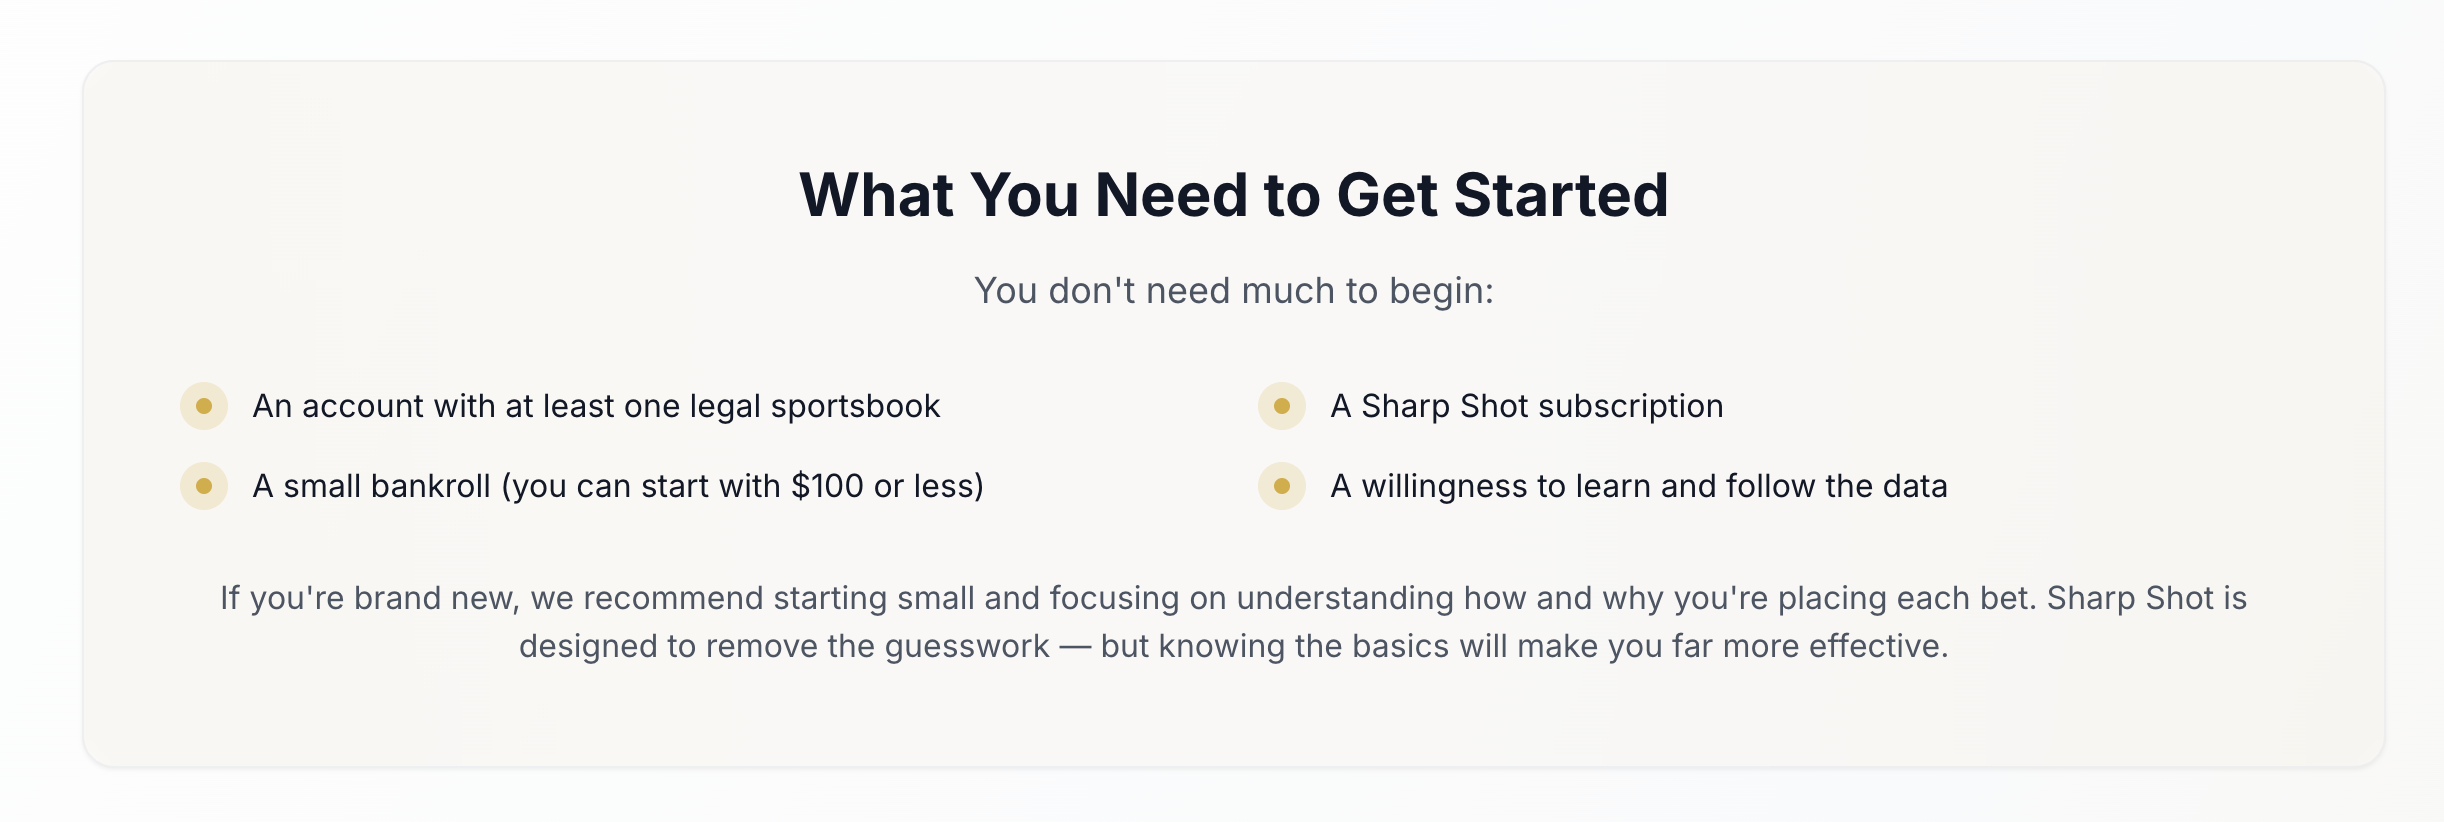 What You Need to Get Started
You don't need much to begin:
An account with at least one legal sportsbook
A Sharp Shot subscription
A small bankroll (you can start with $100 or less)
A willingness to learn and follow the data
If you're brand new, we recommend starting small and focusing on understanding how and why you're placing each bet. Sharp Shot is
designed to remove the guesswork — but knowing the basics will make you far more effective.